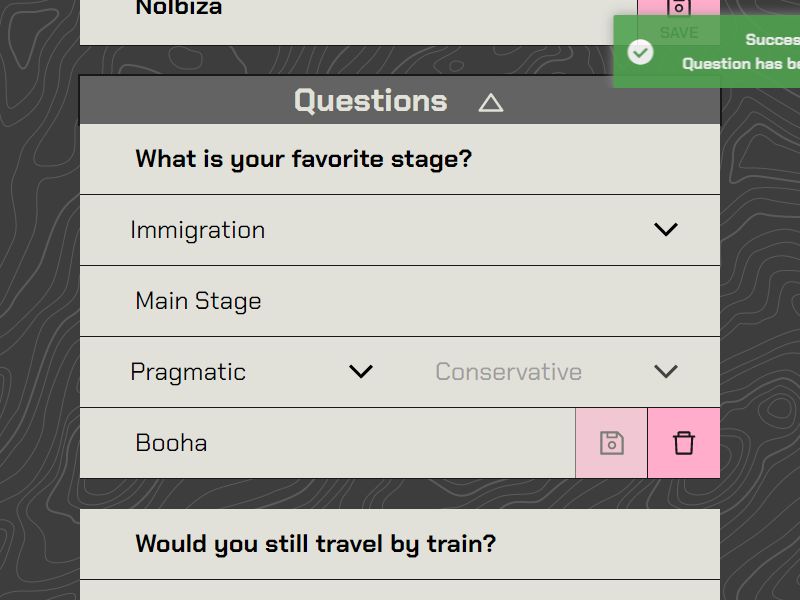 Nolbiza
SAVE
Succes
Question has be
Questions
What is your favorite stage?
Immigration
Main Stage
Pragmatic Conservative
Booha
Would you still travel by train?